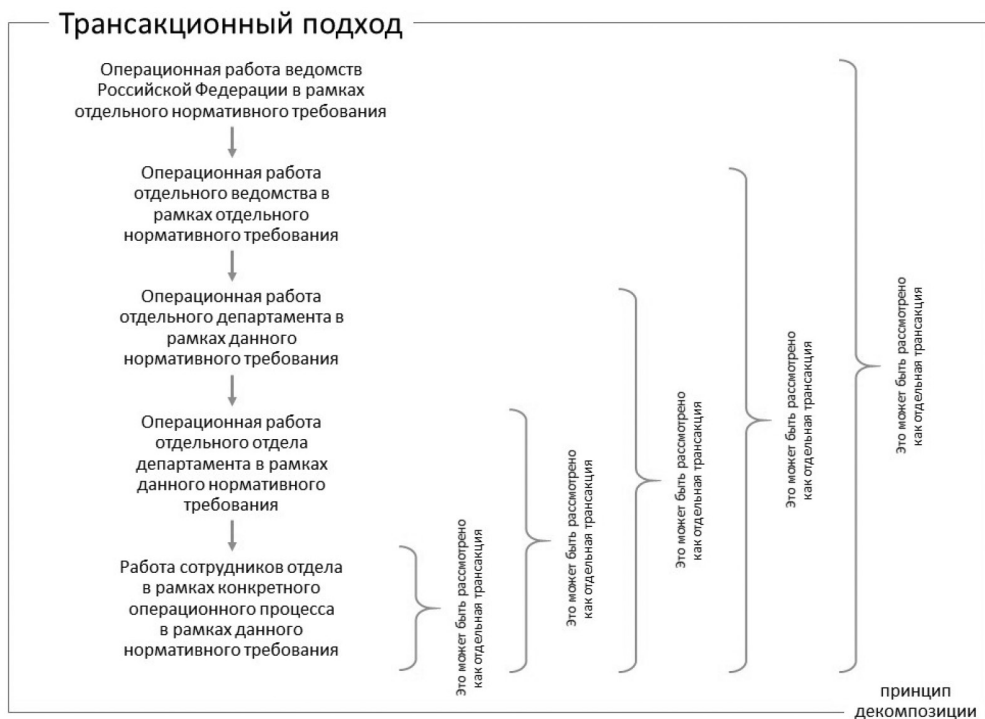 Трансакционный подход
Операционная работа ведомств
Российской Федерации в рамках
отдельного нормативного требования
Операционная работа
отдельного ведомства в
рамках отдельного
нормативного требования
Операционная работа
отдельного департамента в
рамках данного
нормативного требования
Операционная работа
отдельного отдела
департамента в рамках
данного нормативного
требования
Работа сотрудников отдела
в рамках конкретного
операционного процесса
в рамках данного
нормативного требования
Это может быть рассмотрено
как отдельная трансакция
Это может быть рассмотрено
как отдельная трансакция
Это может быть рассмотрено
как отдельная трансакция
Это может быть рассмотрено
как отдельная трансакция
Это может быть рассмотрено
как отдельная трансакция
принцип
декомпозиции